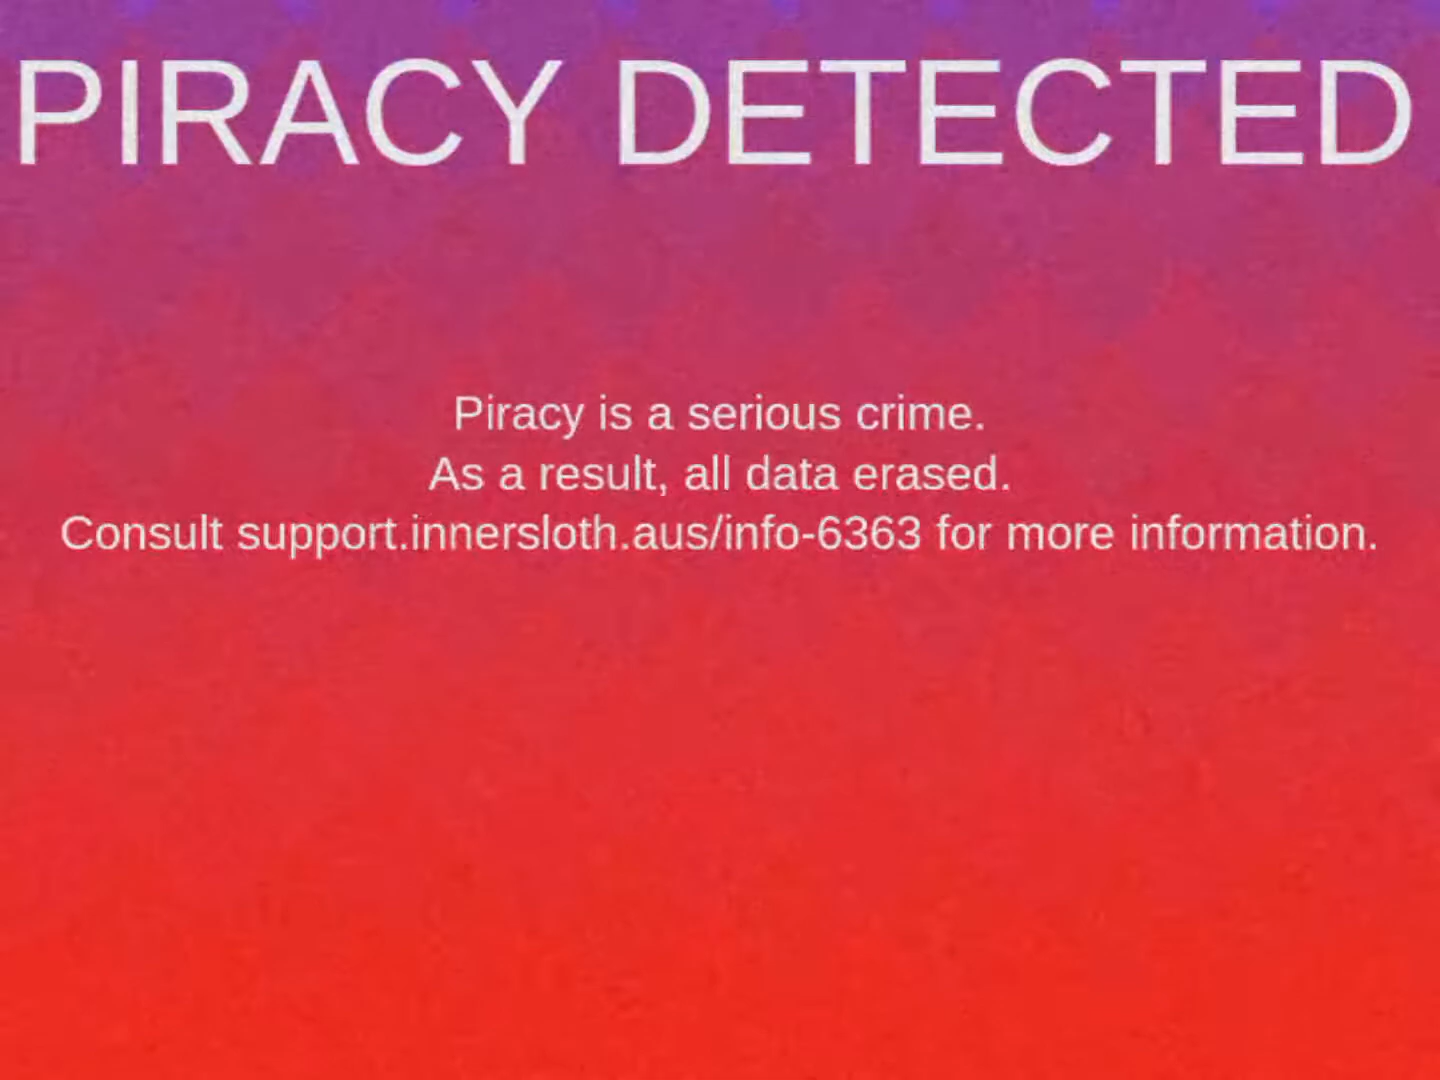 PIRACY DETECTED
Piracy is a serious crime.
As a result, all data erased.
Consult support.innersloth.aus/info-6363 for more information.